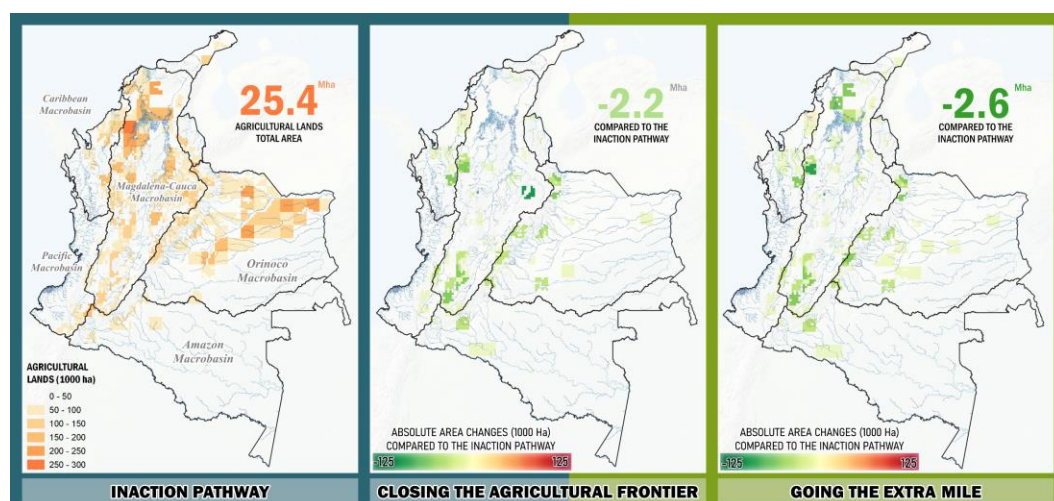 25.4 Mha
AGRICULTURAL LANDS
TOTAL AREA
Caribbean
Macrobasin
Magdalena-Cauca
Macrobasin
Pacific
Macrobasin
Orinoco
Macrobasin
Amazon
Macrobasin
AGRICULTURAL
LANDS (1000 ha)
0 - 50
50 - 100
100 - 150
150 - 200
200 - 250
250 - 300
INACTION PATHWAY
-2.2 Mha
COMPARED TO THE
INACTION PATHWAY
ABSOLUTE AREA CHANGES (1000 Ha)
COMPARED TO THE INACTION PATHWAY
-125 125
CLOSING THE AGRICULTURAL FRONTIER
-2.6 Mha
COMPARED TO THE
INACTION PATHWAY
ABSOLUTE AREA CHANGES (1000 Ha)
COMPARED TO THE INACTION PATHWAY
-125 125
GOING THE EXTRA MILE